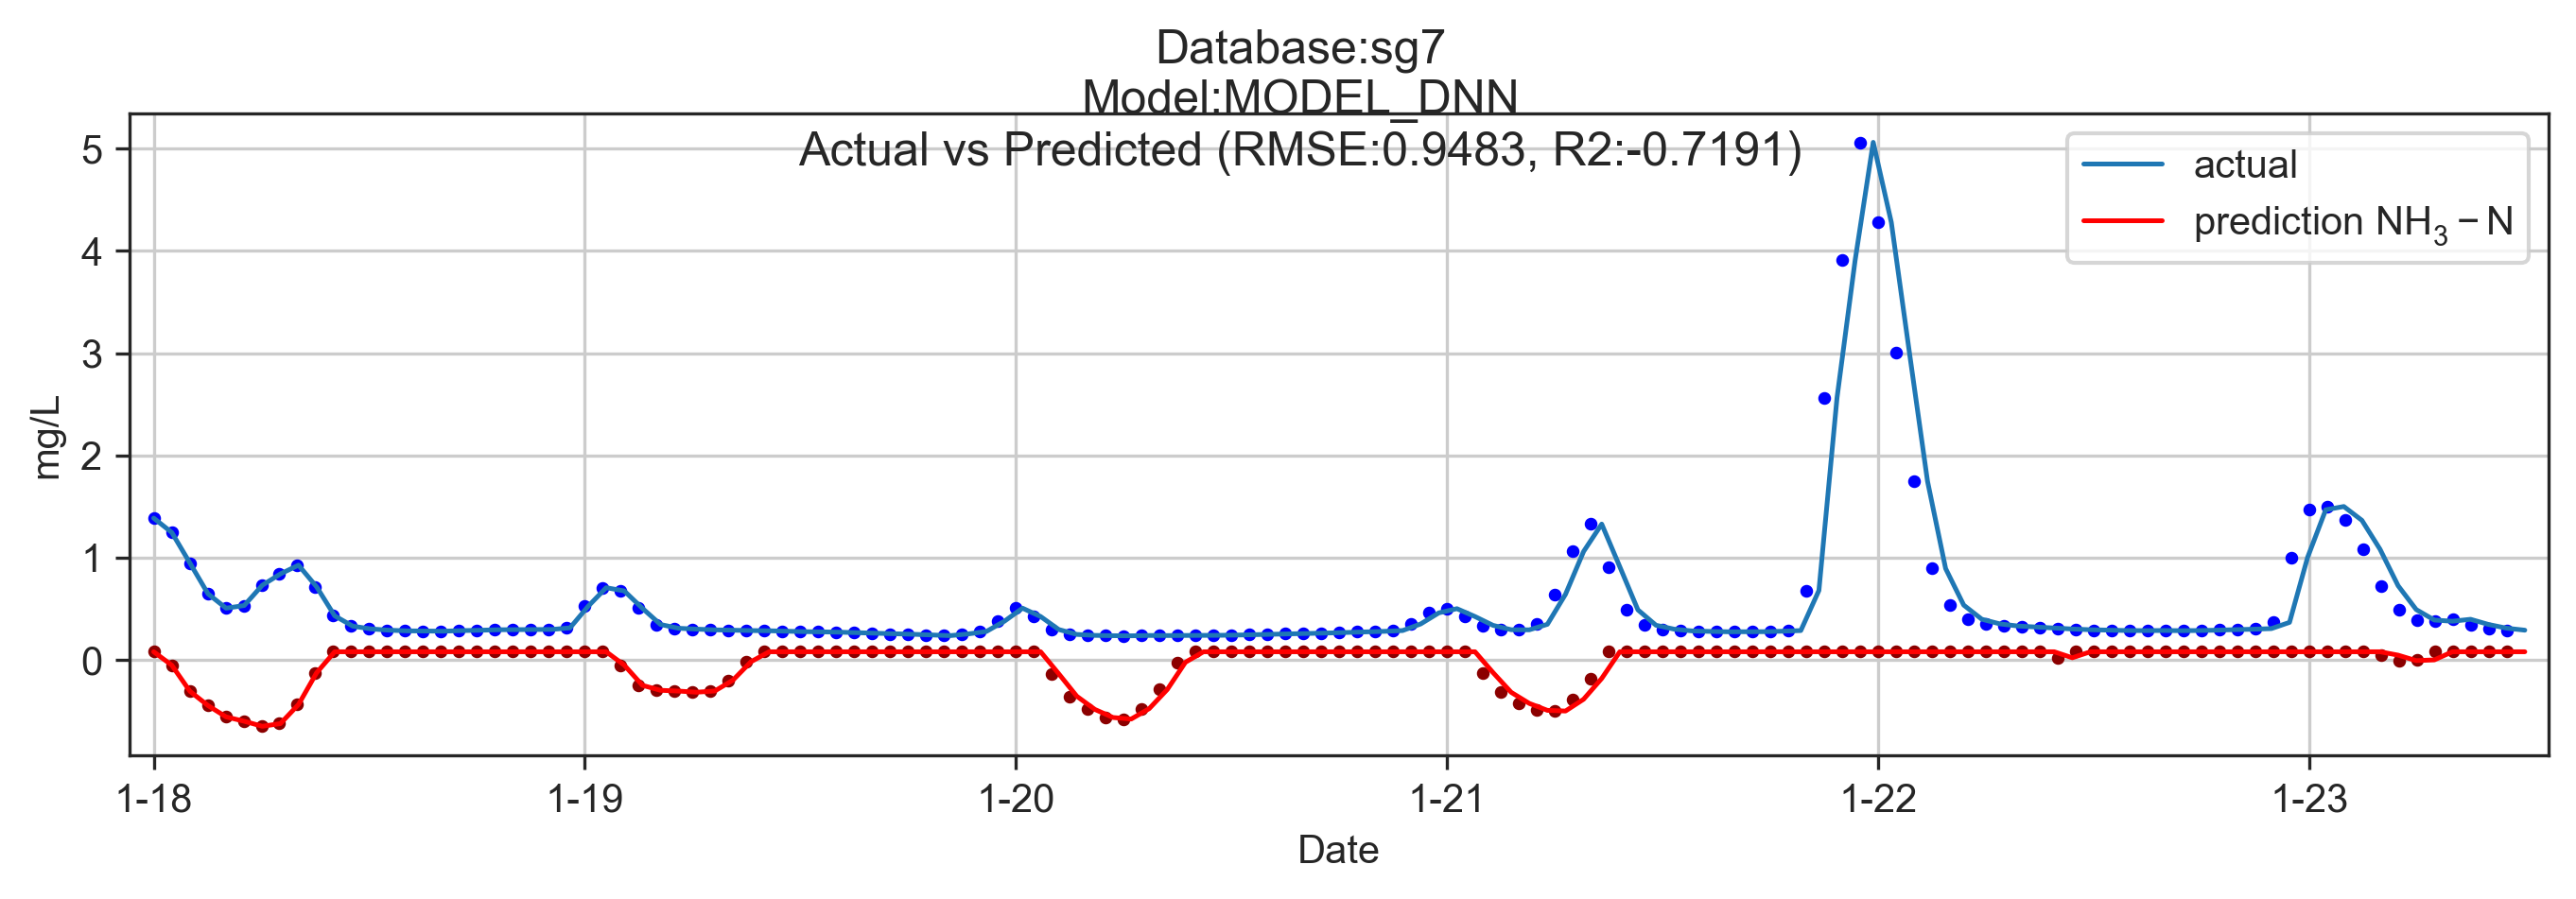 Database:sg7
Model:MODEL_DNN
Actual vs Predicted (RMSE:0.9483, R2:-0.7191)
actual
prediction NH₃ − N
5
4
3
2
1
0
mg/L
1-18 1-19 1-20 1-21 1-22 1-23
Date